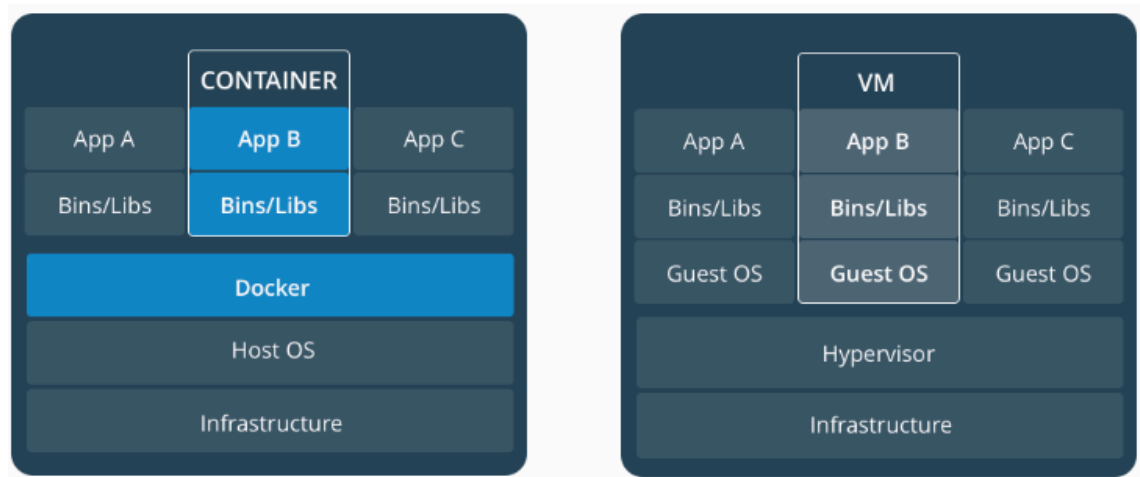 CONTAINER
App A App B App C
Bins/Libs Bins/Libs Bins/Libs
Docker
Host OS
Infrastructure
VM
App A App B App C
Bins/Libs Bins/Libs Bins/Libs
Guest OS Guest OS Guest OS
Hypervisor
Infrastructure